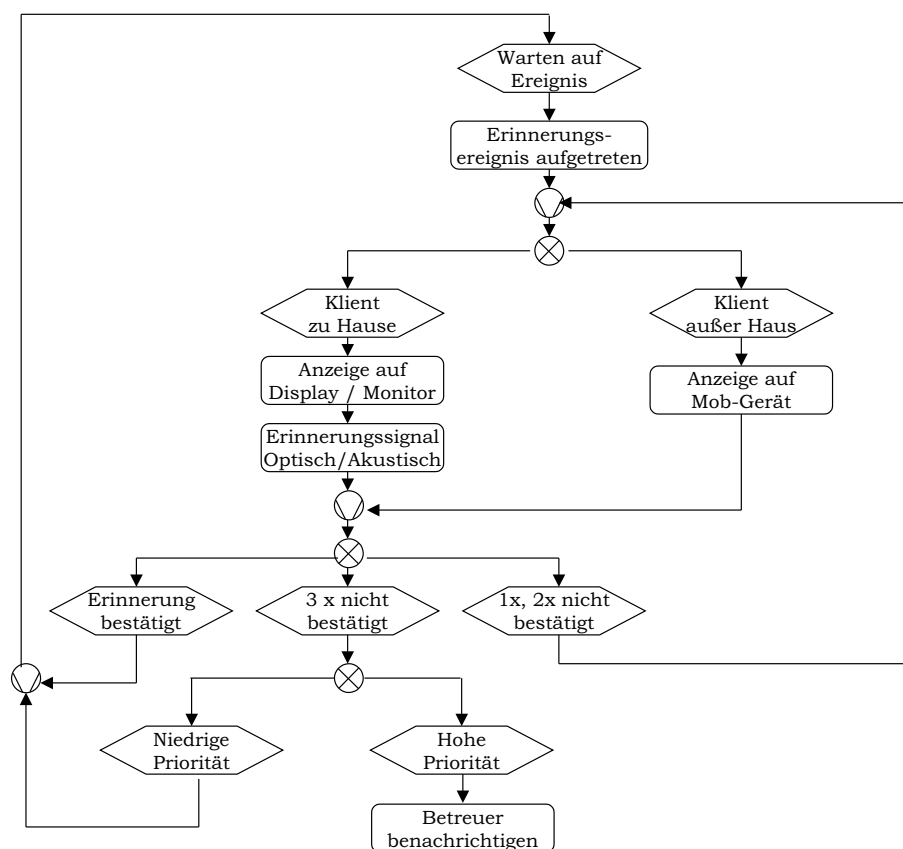 Warten auf
Ereignis
Erinnerungs-
ereignis aufgetreten
Klient
zu Hause
Klient
außer Haus
Anzeige auf
Display / Monitor
Anzeige auf
Mob-Gerät
Erinnerungssignal
Optisch/Akustisch
Erinnerung
bestätigt
3 x nicht
bestätigt
1x, 2x nicht
bestätigt
Niedrige
Priorität
Hohe
Priorität
Betreuer
benachrichtigen